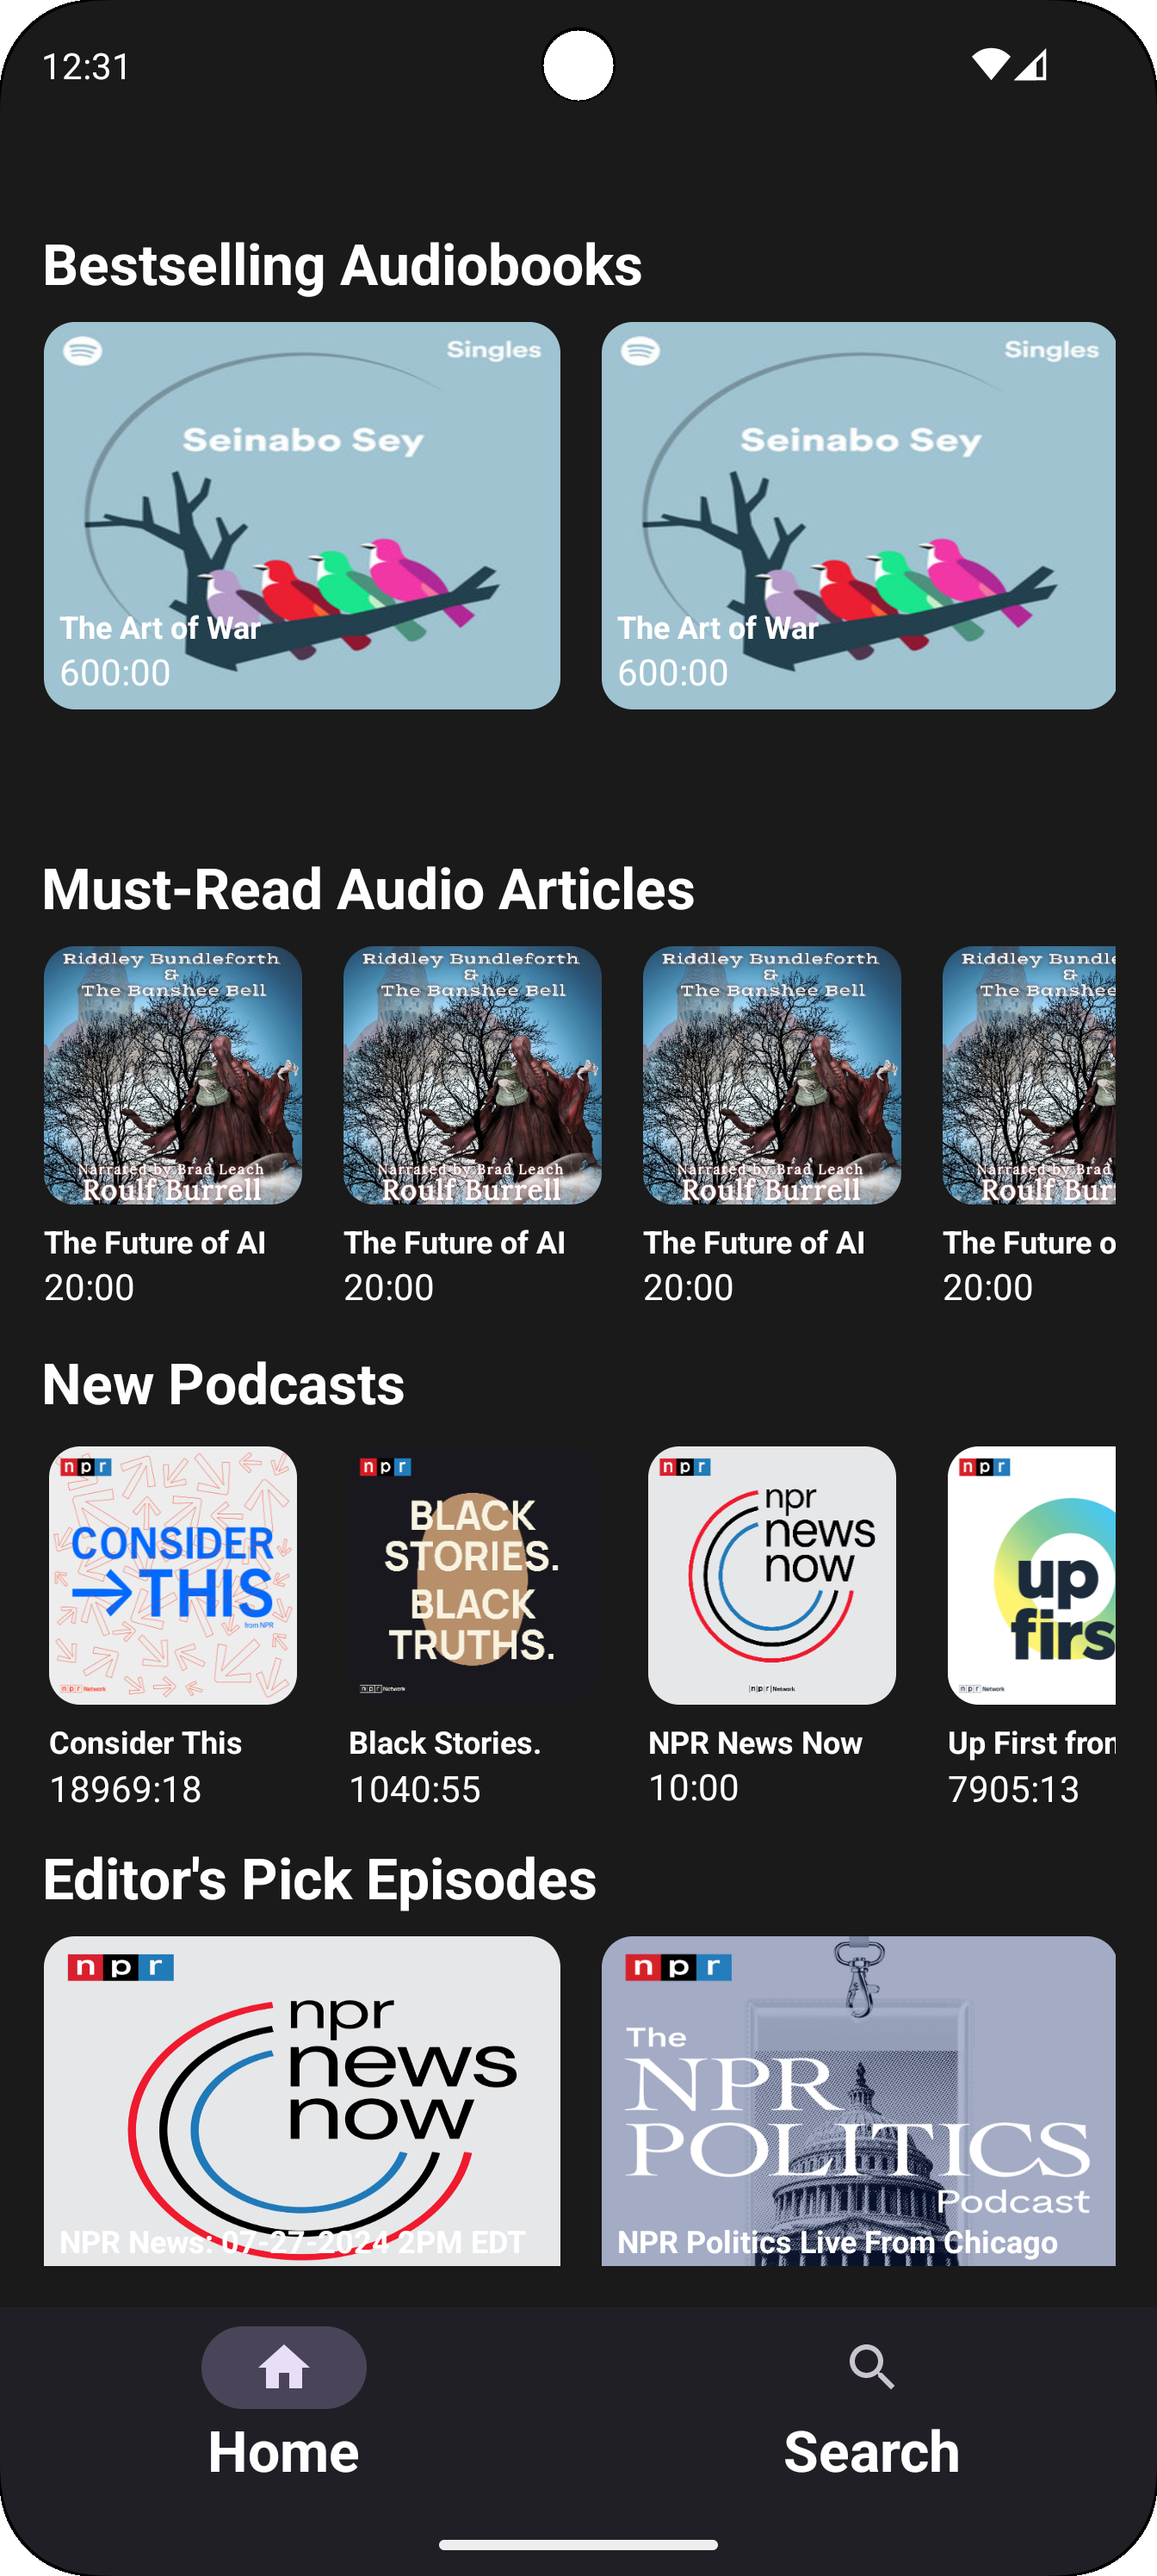 12:31
Bestselling Audiobooks
Singles
Seinabo Sey
The Art of War
600:00
Singles
Seinabo Sey
The Art of War
600:00
Must-Read Audio Articles
Riddley Bundleforth
&
The Banshee Bell
Narrated by Brad Leach
Roulf Burrell
The Future of AI
20:00
Riddley Bundleforth
&
The Banshee Bell
Narrated by Brad Leach
Roulf Burrell
The Future of AI
20:00
Riddley Bundleforth
&
The Banshee Bell
Narrated by Brad Leach
Roulf Burrell
The Future of AI
20:00
Riddley Bundle
&
The Banshee
Narrated by Brad
Roulf Bur
The Future o
20:00
New Podcasts
npr
CONSIDER
→THIS
from NPR
npr Network
Consider This
18969:18
npr
BLACK
STORIES.
BLACK
TRUTHS.
npr Network
Black Stories.
1040:55
npr
npr
news
now
npr Network
NPR News Now
10:00
npr
up
firs
npr Network
Up First from
7905:13
Editor's Pick Episodes
npr
npr
news
now
NPR News: 07-27-2024 2PM EDT
npr
The
NPR
POLITICS
Podcast
NPR Politics Live From Chicago
Home
Search